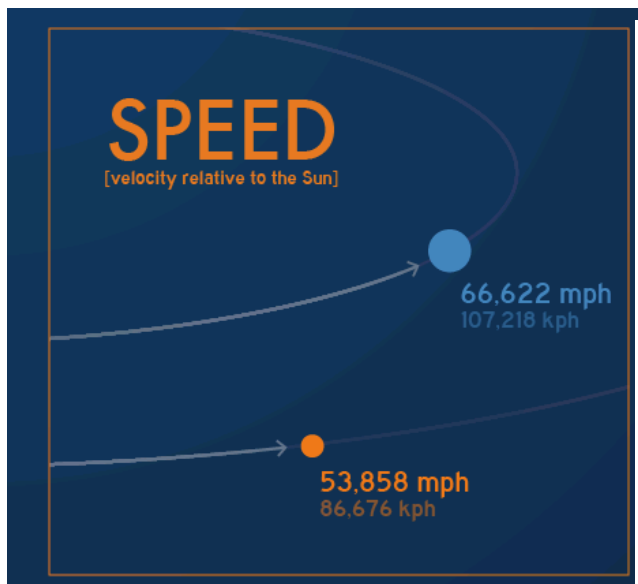 SPEED
[velocity relative to the Sun]
66,622 mph
107,218 kph
53,858 mph
86,676 kph